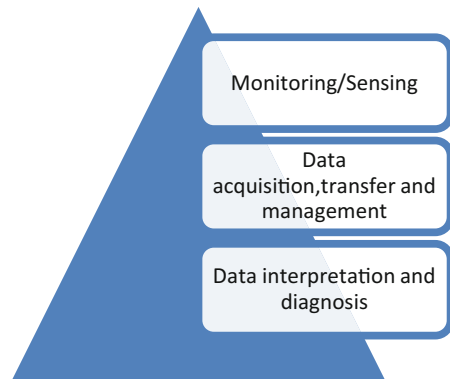 Monitoring/Sensing
Data
acquisition,transfer and
management
Data interpretation and
diagnosis